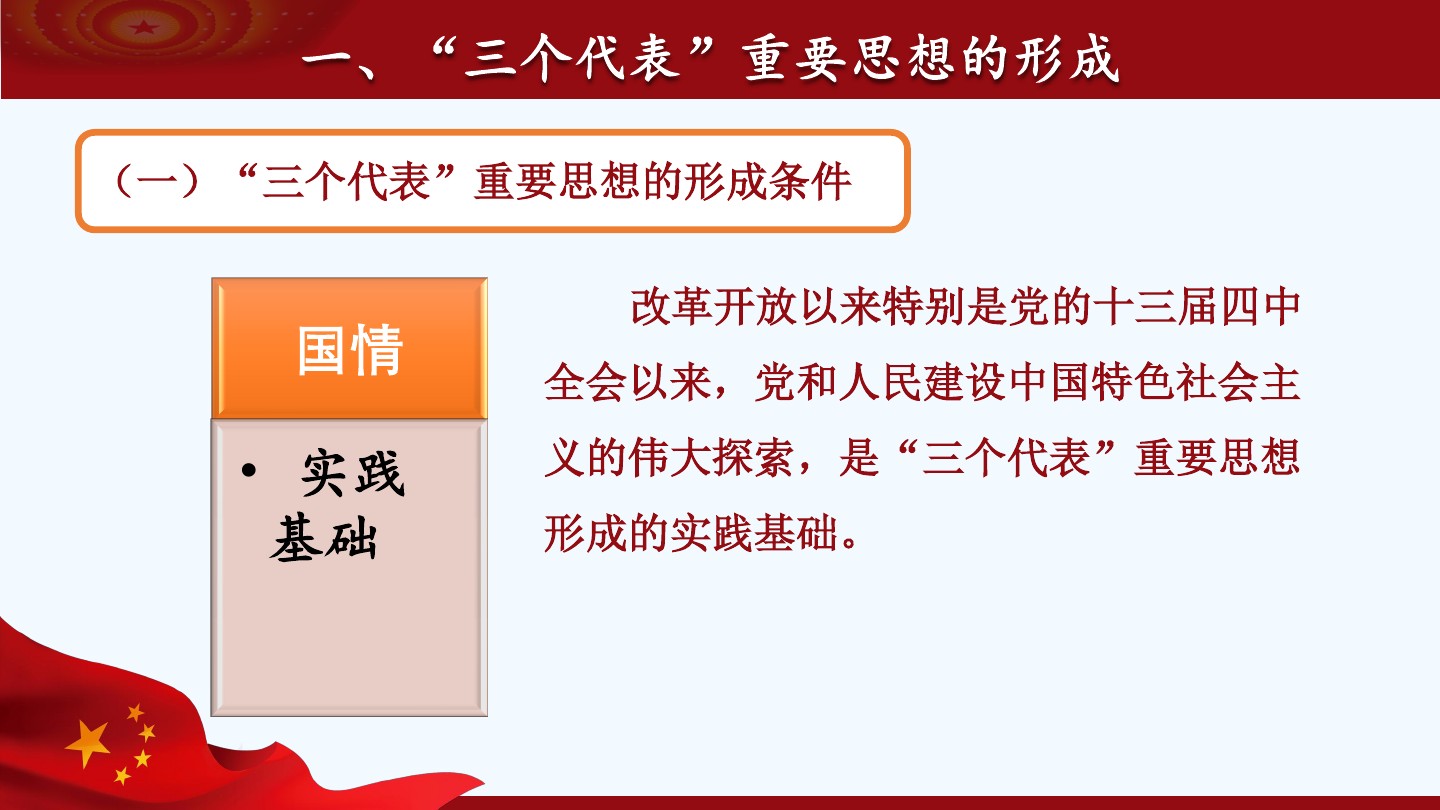 一、“三个代表”重要思想的形成
（一）“三个代表”重要思想的形成条件
国情
• 实践
基础
改革开放以来特别是党的十三届四中
全会以来，党和人民建设中国特色社会主
义的伟大探索，是“三个代表”重要思想
形成的实践基础。